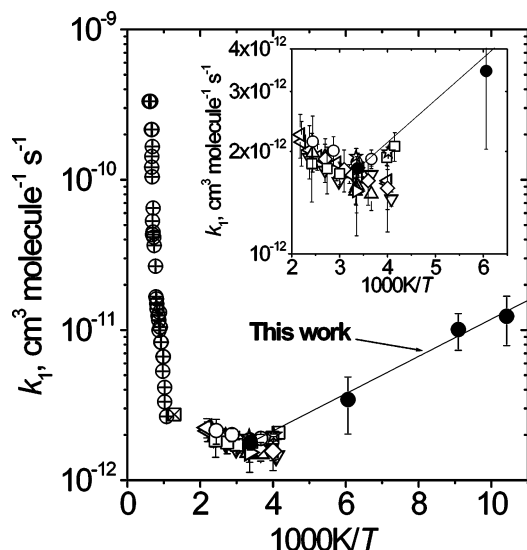 10⁻⁹
10⁻¹⁰
10⁻¹¹
10⁻¹²
k₁, cm³ molecule⁻¹ s⁻¹
0 2 4 6 8 10
1000K/T
4x10⁻¹²
3x10⁻¹²
2x10⁻¹²
10⁻¹²
k₁, cm³ molecule⁻¹ s⁻¹
2 3 4 5 6
1000K/T
This work